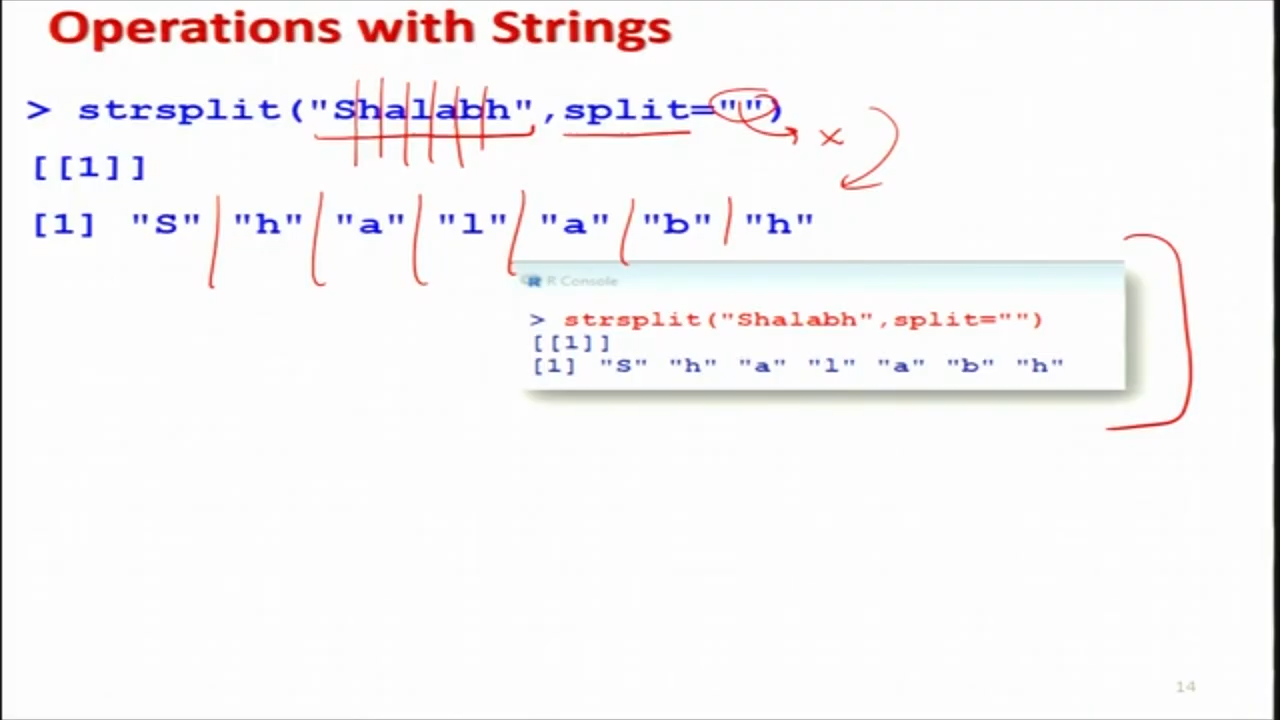 Operations with Strings
> strsplit("Shalabh",split="")
x
[[1]]
[1] "S" "h" "a" "l" "a" "b" "h"
R Console
> strsplit("Shalabh",split="")
[[1]]
[1] "S" "h" "a" "l" "a" "b" "h"
14